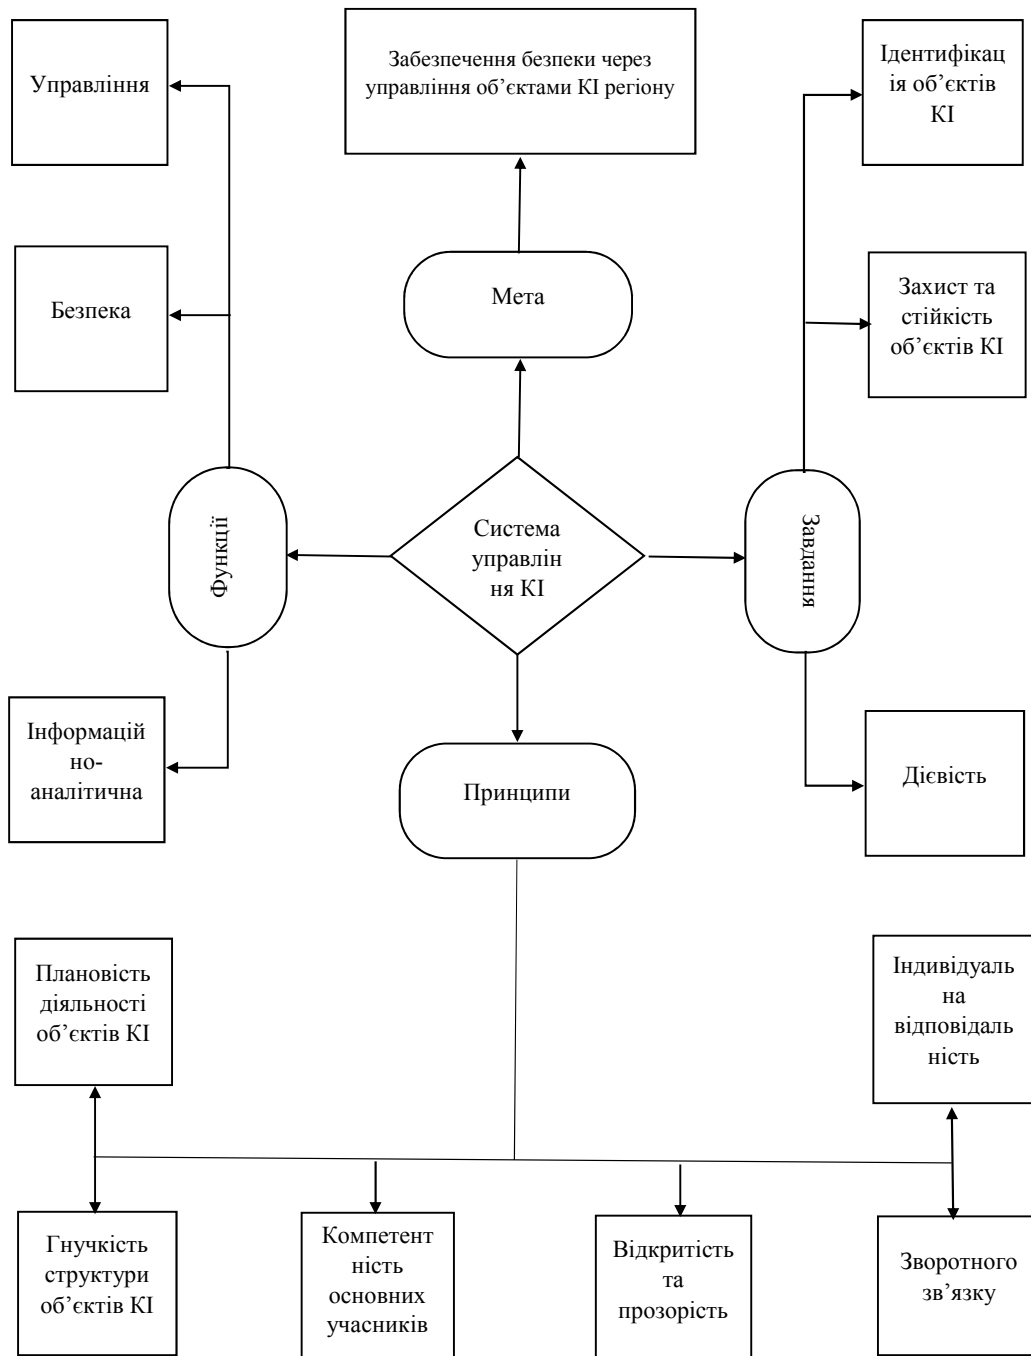 Управління
Забезпечення безпеки через
управління об’єктами КІ регіону
Ідентифікац
ія об’єктів
КІ
Безпека
Мета
Захист та
стійкість
об’єктів КІ
Функції
Система
управлін
ня КІ
Завдання
Інформацій
но-
аналітична
Принципи
Дієвість
Плановість
діяльності
об’єктів КІ
Індивідуаль
на
відповідаль
ність
Гнучкість
структури
об’єктів КІ
Компетент
ність
основних
учасників
Відкритість
та
прозорість
Зворотного
зв’язку